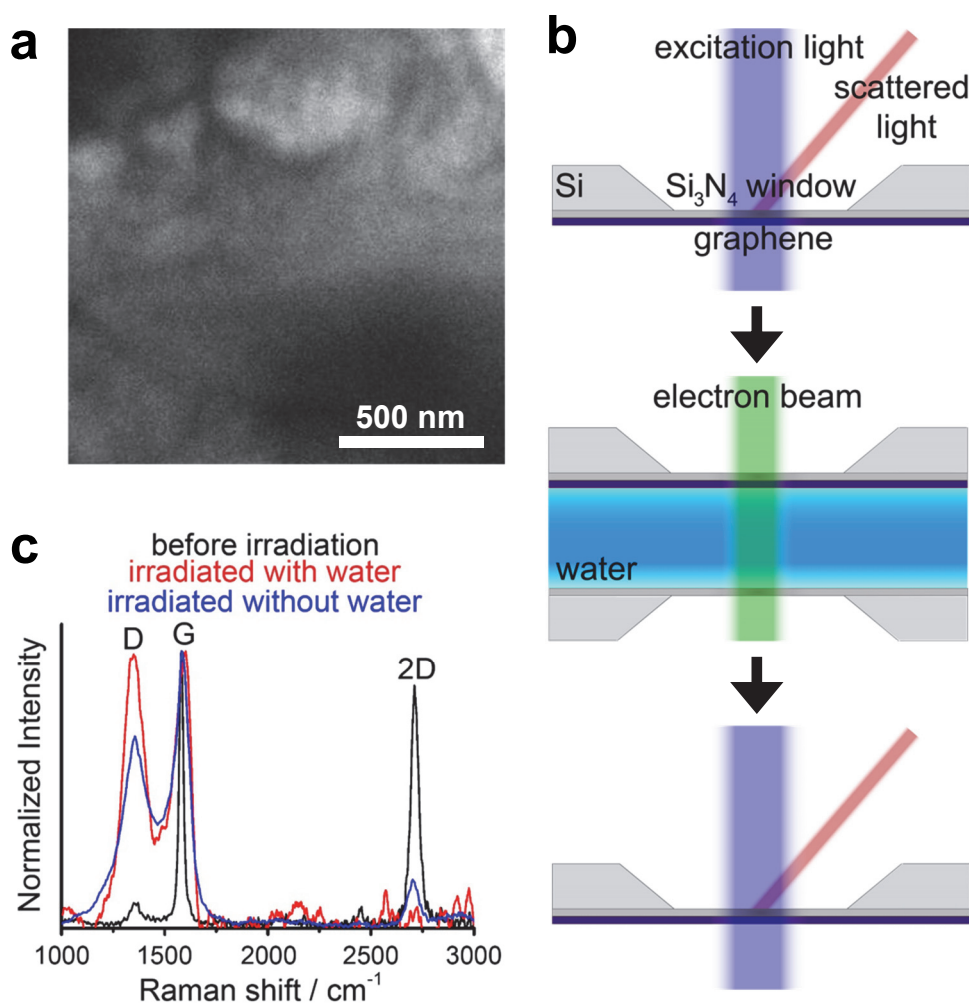 a
500 nm
b
excitation light
scattered
light
Si
Si₃N₄ window
graphene
electron beam
water
c
before irradiation
irradiated with water
irradiated without water
D
G
2D
Normalized Intensity
1000
1500
2000
2500
3000
Raman shift / cm⁻¹